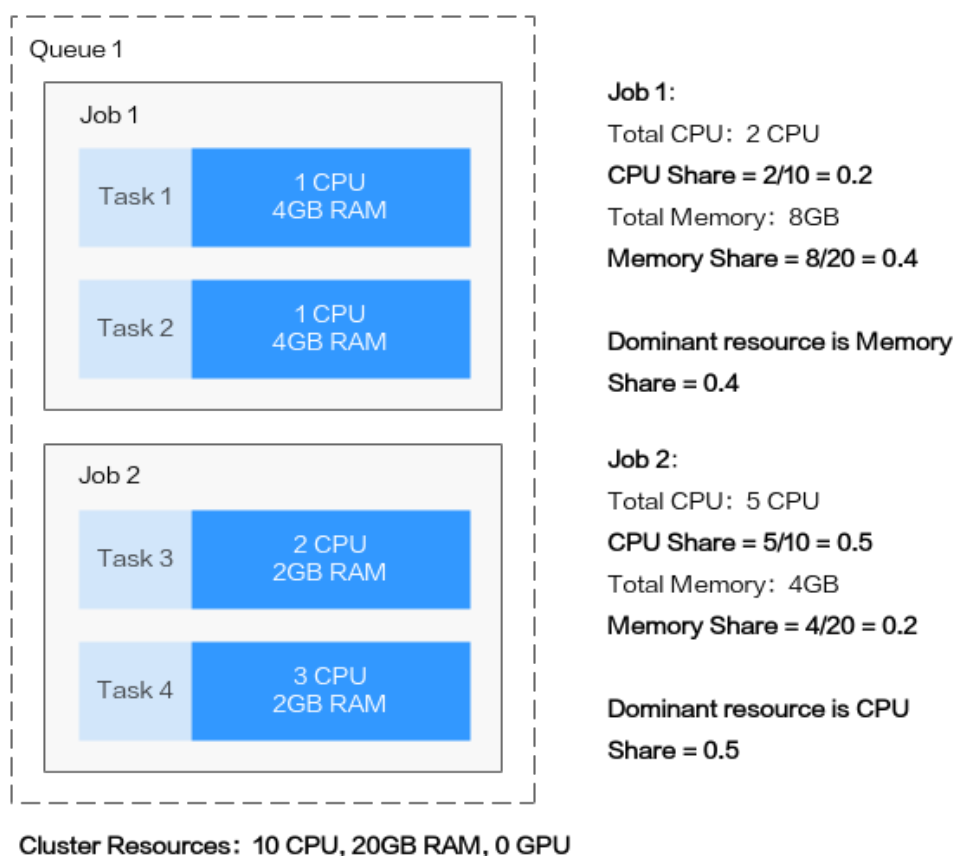 Queue 1
Job 1
Task 1
1 CPU
4GB RAM
Task 2
1 CPU
4GB RAM
Job 2
Task 3
2 CPU
2GB RAM
Task 4
3 CPU
2GB RAM
Job 1:
Total CPU: 2 CPU
CPU Share = 2/10 = 0.2
Total Memory: 8GB
Memory Share = 8/20 = 0.4
Dominant resource is Memory
Share = 0.4
Job 2:
Total CPU: 5 CPU
CPU Share = 5/10 = 0.5
Total Memory: 4GB
Memory Share = 4/20 = 0.2
Dominant resource is CPU
Share = 0.5
Cluster Resources: 10 CPU, 20GB RAM, 0 GPU